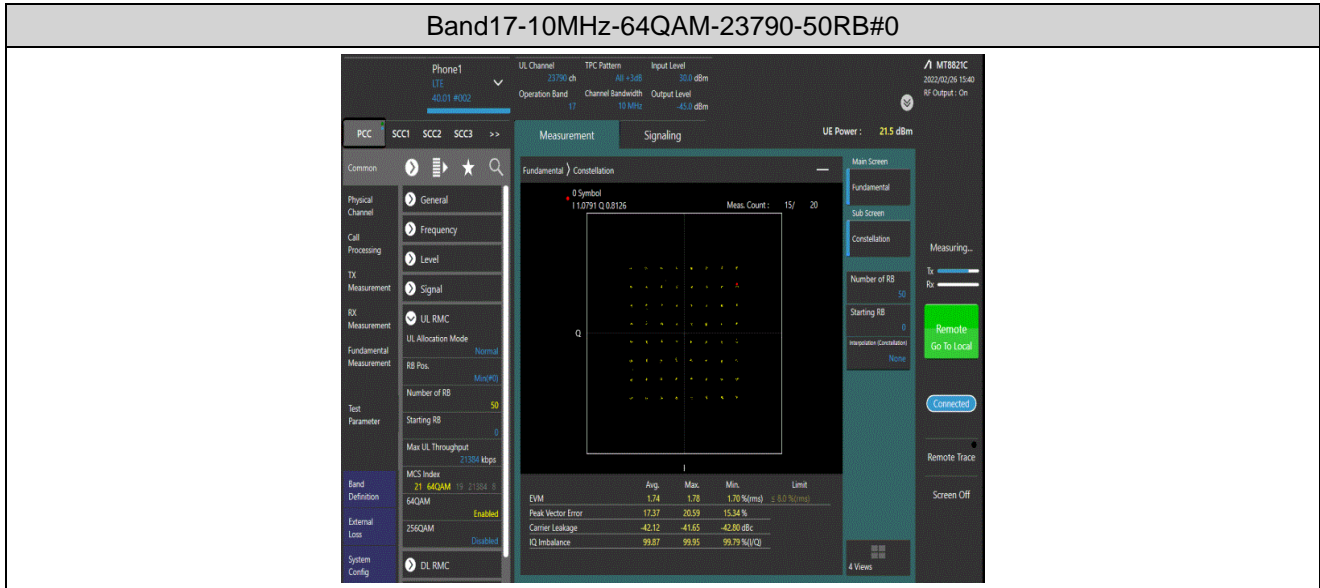 Band17-10MHz-64QAM-23790-50RB#0
Phone1
LTE
40.01 #002
UL Channel
23790 ch
TPC Pattern
All +3dB
Input Level
30.0 dBm
Operation Band
17
Channel Bandwidth
10 MHz
Output Level
-45.0 dBm
MT8821C
2022/02/26 15:40
RF Output : On
PCC SCC1 SCC2 SCC3 >>
Measurement Signaling
UE Power : 21.5 dBm
Common
Physical
Channel
Call
Processing
TX
Measurement
RX
Measurement
Fundamental
Measurement
Test
Parameter
Band
Definition
External
Loss
System
Config
General
Frequency
Level
Signal
UL RMC
UL Allocation Mode
Normal
RB Pos.
Min(#0)
Number of RB
50
Starting RB
0
Max UL Throughput
21384 kbps
MCS Index
21 64QAM 19 21384 8
64QAM
Enabled
256QAM
Disabled
DL RMC
Fundamental 〉 Constellation
0 Symbol
I 1.0791 Q 0.8126
Meas. Count : 15/ 20
Q
I
Avg. Max. Min. Limit
EVM 1.74 1.78 1.70 %(rms) ≤ 8.0 %(rms)
Peak Vector Error 17.37 20.59 15.34 %
Carrier Leakage -42.12 -41.65 -42.80 dBc
IQ Imbalance 99.87 99.95 99.79 %(I/Q)
Main Screen
Fundamental
Sub Screen
Constellation
Number of RB
50
Starting RB
0
Interpolation (Constellation)
None
4 Views
Measuring...
Tx
Rx
Remote
Go To Local
Connected
Remote Trace
Screen Off